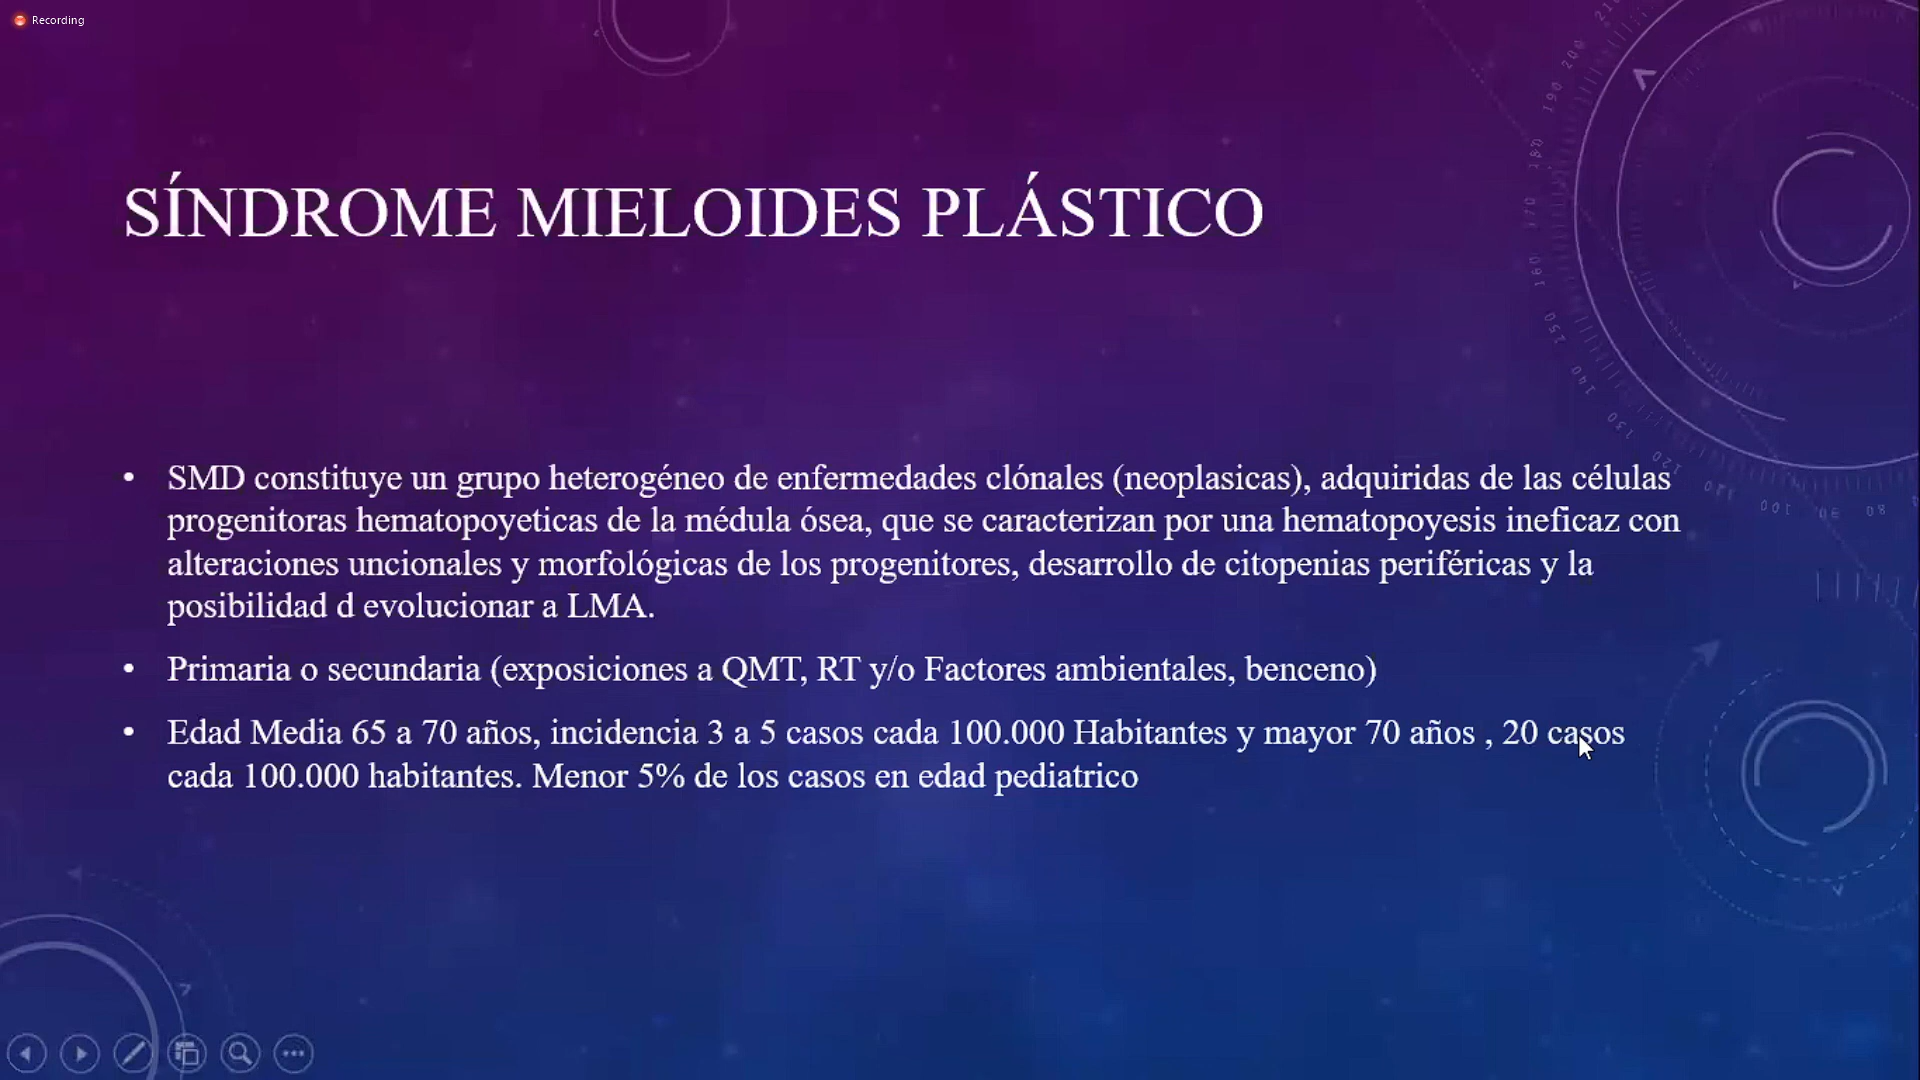 Recording
SÍNDROME MIELOIDES PLÁSTICO
• SMD constituye un grupo heterogéneo de enfermedades clónales (neoplasicas), adquiridas de las células
progenitoras hematopoyeticas de la médula ósea, que se caracterizan por una hematopoyesis ineficaz con
alteraciones uncionales y morfológicas de los progenitores, desarrollo de citopenias periféricas y la
posibilidad d evolucionar a LMA.
• Primaria o secundaria (exposiciones a QMT, RT y/o Factores ambientales, benceno)
• Edad Media 65 a 70 años, incidencia 3 a 5 casos cada 100.000 Habitantes y mayor 70 años , 20 casos
cada 100.000 habitantes. Menor 5% de los casos en edad pediatrico